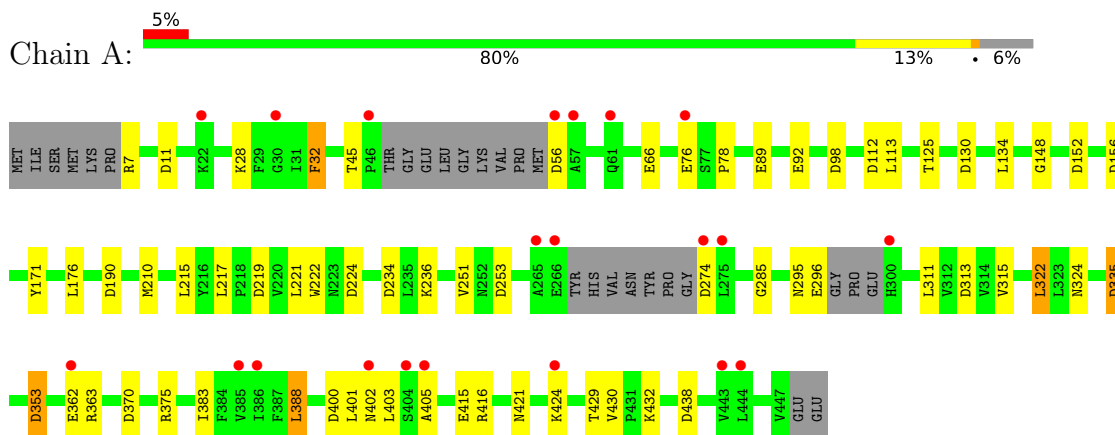 5%
Chain A:
80% 13% • 6%
MET ILE SER MET LYS PRO R7 D11 K22 K28 F29 G30 I31 F32 T45 P46 THR GLY GLU LEU GLY LYS VAL PRO MET D56 A57 Q61 E66 E76 S77 P78 E89 E92 D98 D112 L113 T125 D130 L134 G148 D152 D156
Y171 L176 D190 M210 L215 Y216 L217 P218 D219 V220 L221 W222 N223 D224 D234 L235 K236 V251 N252 D253 A265 E266 TYR HIS VAL ASN TYR PRO GLY D274 L275 G285 N295 E296 GLY PRO GLU H300 L311 V312 D313 V314 V315 L322 L323 N324 D335
D353 E362 R363 D370 R375 I383 F384 V385 I386 F387 L388 D400 L401 N402 L403 S404 A405 E415 R416 N421 K424 T429 V430 P431 K432 D438 V443 L444 V447 GLU GLU